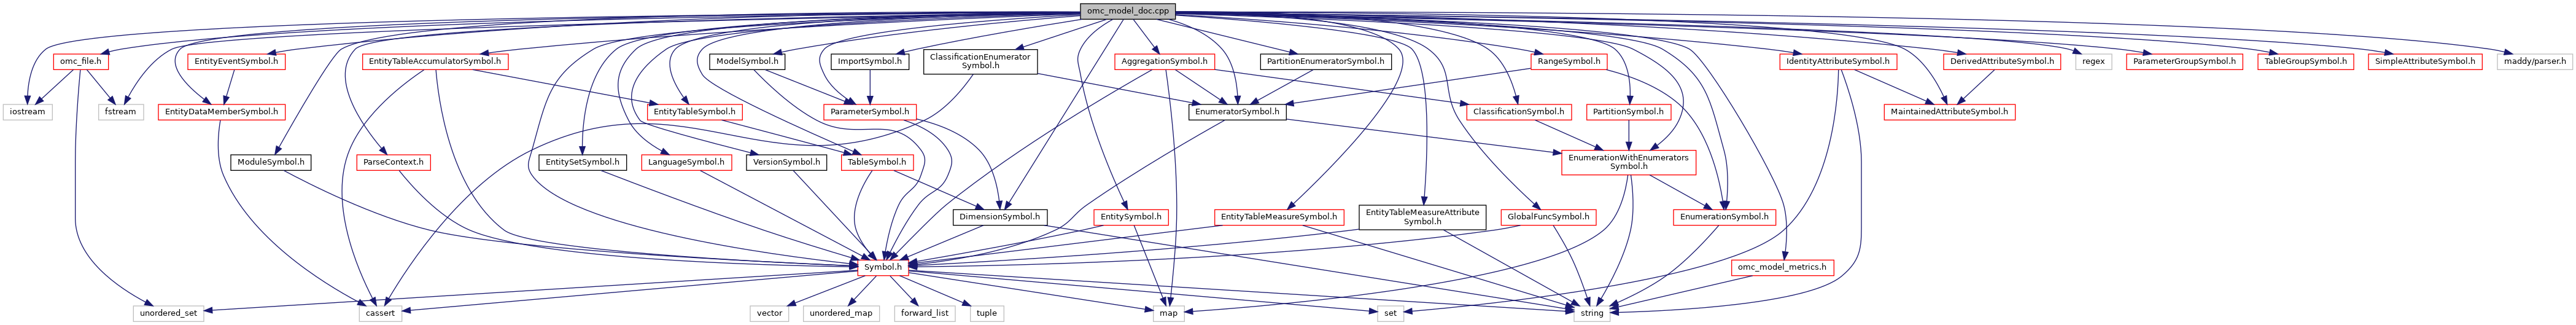 omc_model_doc.cpp
omc_file.h
EntityEventSymbol.h
EntityTableAccumulatorSymbol.h
ModelSymbol.h
ImportSymbol.h
ClassificationEnumerator
Symbol.h
AggregationSymbol.h
PartitionEnumeratorSymbol.h
RangeSymbol.h
IdentityAttributeSymbol.h
DerivedAttributeSymbol.h
regex
ParameterGroupSymbol.h
TableGroupSymbol.h
SimpleAttributeSymbol.h
maddy/parser.h
iostream
fstream
EntityDataMemberSymbol.h
EntityTableSymbol.h
ParameterSymbol.h
EnumeratorSymbol.h
ClassificationSymbol.h
PartitionSymbol.h
MaintainedAttributeSymbol.h
ModuleSymbol.h
ParseContext.h
EntitySetSymbol.h
LanguageSymbol.h
VersionSymbol.h
TableSymbol.h
EnumerationWithEnumerators
Symbol.h
DimensionSymbol.h
EntitySymbol.h
EntityTableMeasureSymbol.h
EntityTableMeasureAttribute
Symbol.h
GlobalFuncSymbol.h
EnumerationSymbol.h
Symbol.h
omc_model_metrics.h
unordered_set
cassert
vector
unordered_map
forward_list
tuple
map
set
string